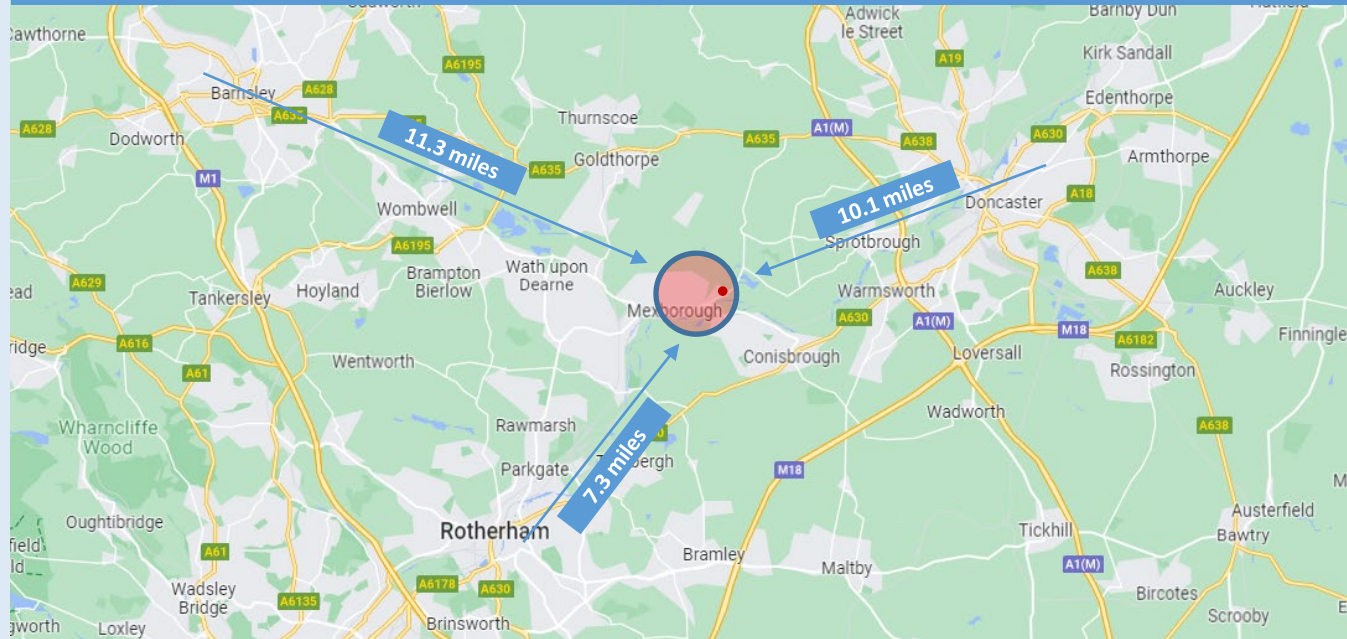 Adwick
le Street
Barnby Dun
Cawthorne
A6195
A19
Kirk Sandall
Barnsley
A628
A635
Edenthorpe
A628
Dodworth
Thurnscoe
A1(M)
A638
A630
A635
Goldthorpe
A635
Armthorpe
M1
11.3 miles
10.1 miles
A18
Wombwell
Doncaster
A6195
Sprotbrough
Brampton
Bierlow
Wath upon
Dearne
A638
A629
Tankersley
Hoyland
Warmsworth
Auckley
Mexborough
A630
A1(M)
M18
A616
A6182
Finningle
Wentworth
Conisbrough
Loversall
A61
Rossington
Wharncliffe
Wood
Rawmarsh
Wadworth
A638
7.3 miles
Parkgate
M18
Oughtibridge
Rotherham
Tickhill
Austerfield
Bawtry
A61
Bramley
Maltby
A1(M)
Wadsley
Bridge
A6135
A6178
A630
Bircotes
Scrooby
Loxley
Brinsworth